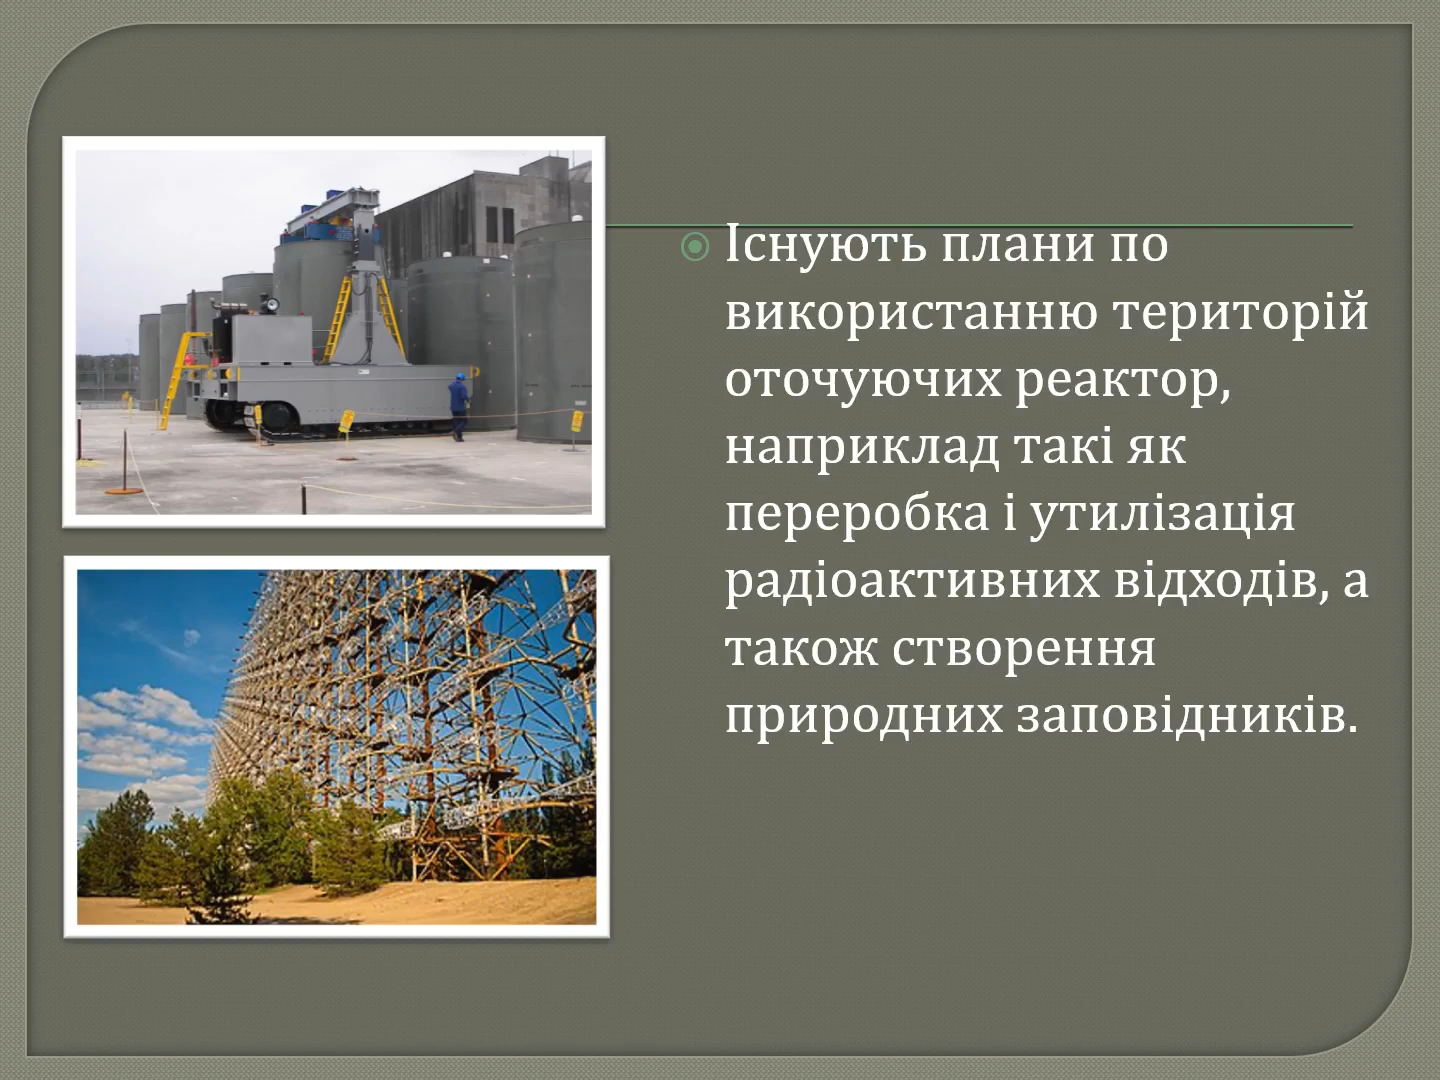 Існують плани по
використанню територій
оточуючих реактор,
наприклад такі як
переробка і утилізація
радіоактивних відходів, а
також створення
природних заповідників.